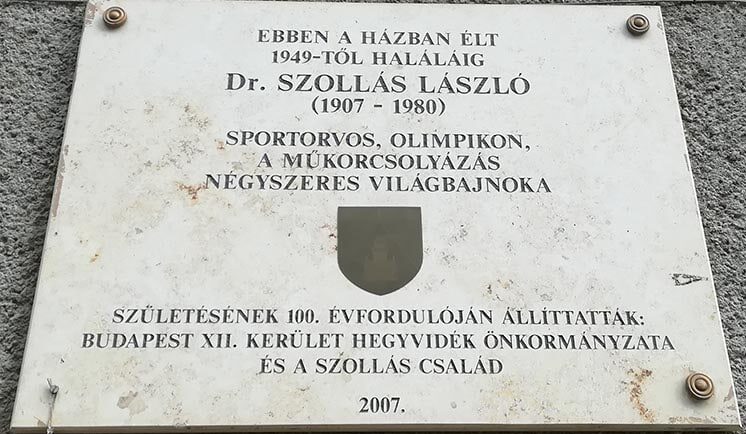 EBBEN A HÁZBAN ÉLT
1949-TŐL HALÁLÁIG
Dr. SZOLLÁS LÁSZLÓ
(1907 - 1980)
SPORTORVOS, OLIMPIKON,
A MŰKORCSOLYÁZÁS
NÉGYSZERES VILÁGBAJNOKA
SZÜLETÉSÉNEK 100. ÉVFORDULÓJÁN ÁLLÍTTATTÁK:
BUDAPEST XII. KERÜLET HEGYVIDÉK ÖNKORMÁNYZATA
ÉS A SZOLLÁS CSALÁD
2007.